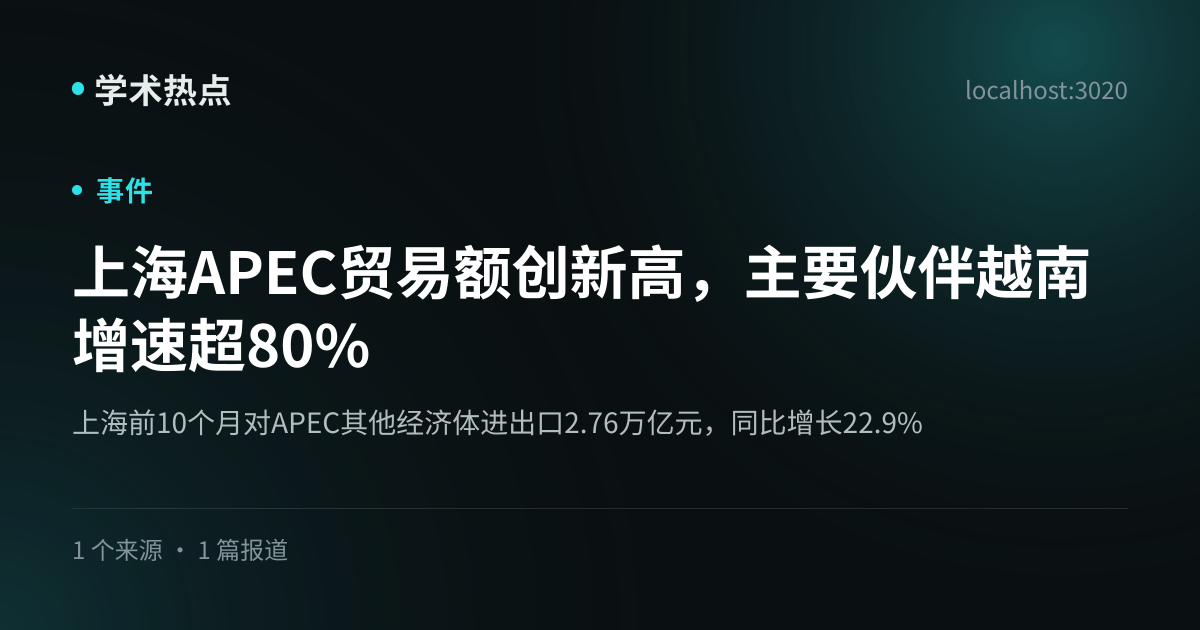 学术热点
localhost:3020
事件
上海APEC贸易额创新高，主要伙伴越南
增速超80%
上海前10个月对APEC其他经济体进出口2.76万亿元，同比增长22.9%
1 个来源 · 1 篇报道